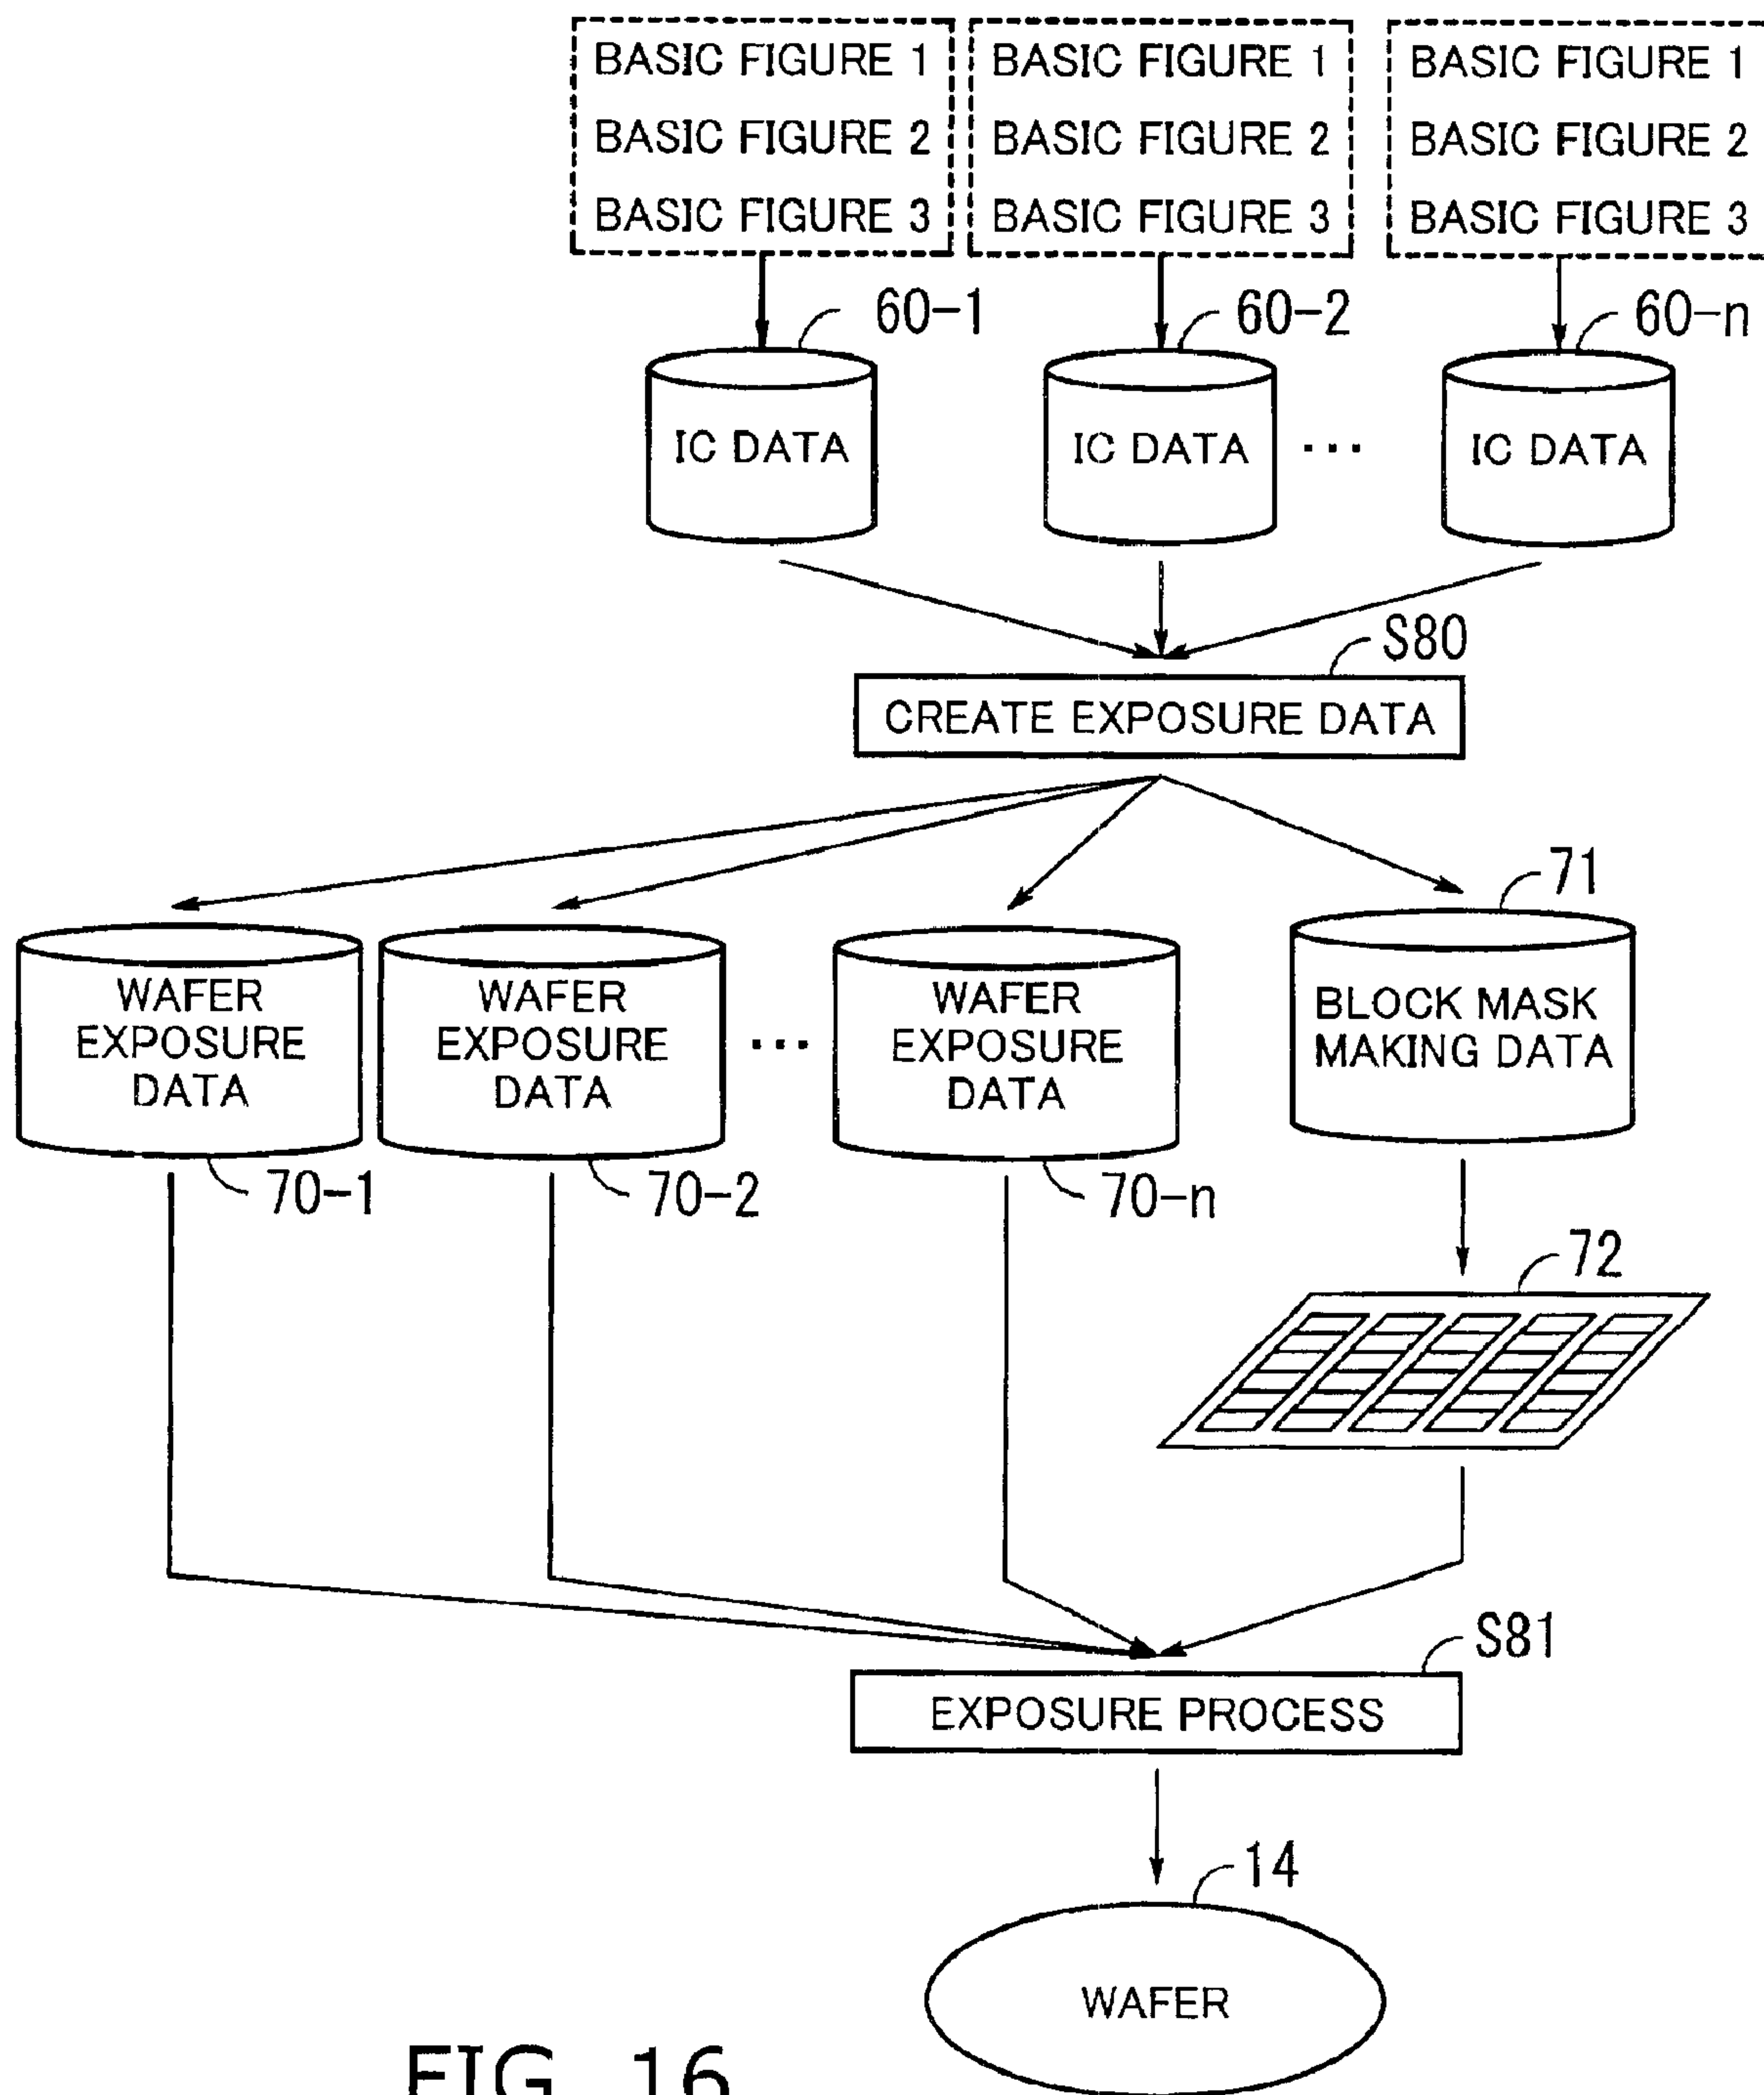 BASIC FIGURE 1
BASIC FIGURE 2
BASIC FIGURE 3
BASIC FIGURE 1
BASIC FIGURE 2
BASIC FIGURE 3
BASIC FIGURE 1
BASIC FIGURE 2
BASIC FIGURE 3
60-1
60-2
60-n
IC DATA
IC DATA
...
IC DATA
S80
CREATE EXPOSURE DATA
71
WAFER
EXPOSURE
DATA
WAFER
EXPOSURE
DATA
...
WAFER
EXPOSURE
DATA
BLOCK MASK
MAKING DATA
70-1
70-2
70-n
72
S81
EXPOSURE PROCESS
14
WAFER
FIG. 16